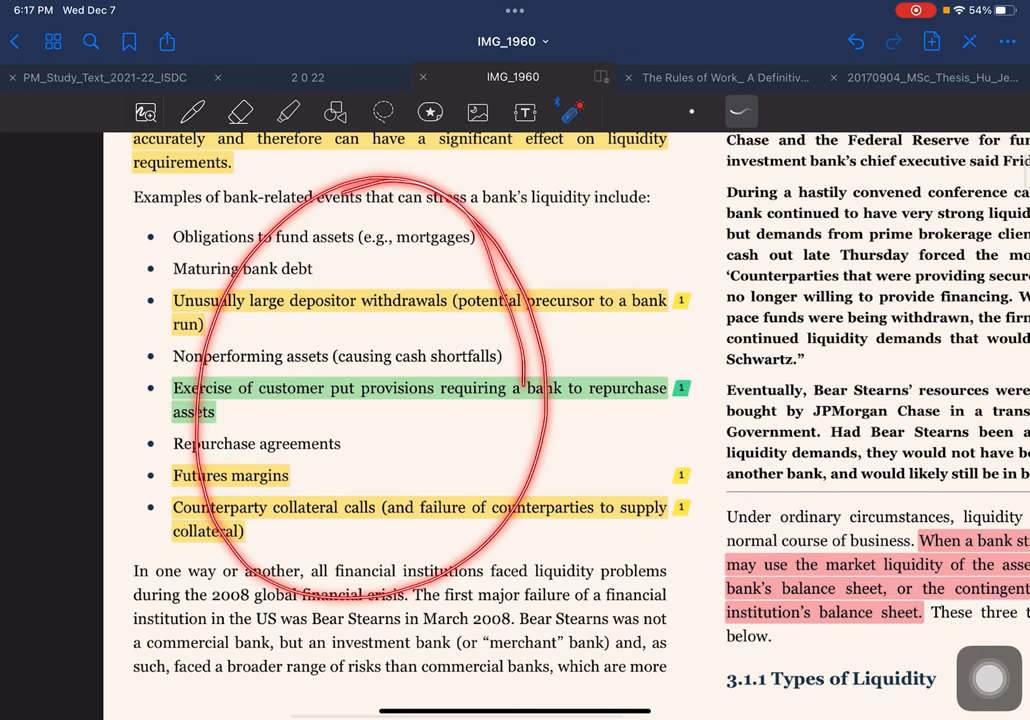 6:17 PM Wed Dec 7
54%
IMG_1960
PM_Study_Text_2021-22_ISDC
2 0 22
IMG_1960
The Rules of Work_ A Definitiv...
20170904_MSc_Thesis_Hu_Je...
accurately and therefore can have a significant effect on liquidity
requirements.
Examples of bank-related events that can stress a bank's liquidity include:
• Obligations to fund assets (e.g., mortgages)
• Maturing bank debt
• Unusually large depositor withdrawals (potential precursor to a bank 1
run)
• Nonperforming assets (causing cash shortfalls)
• Exercise of customer put provisions requiring a bank to repurchase 1
assets
• Repurchase agreements
• Futures margins 1
• Counterparty collateral calls (and failure of counterparties to supply 1
collateral)
In one way or another, all financial institutions faced liquidity problems
during the 2008 global financial crisis. The first major failure of a financial
institution in the US was Bear Stearns in March 2008. Bear Stearns was not
a commercial bank, but an investment bank (or “merchant” bank) and, as
such, faced a broader range of risks than commercial banks, which are more
Chase and the Federal Reserve for
investment bank's chief executive said Frid
During a hastily convened conference ca
bank continued to have very strong liquid
but demands from prime brokerage clien
cash out late Thursday forced the mo
‘Counterparties that were providing secur
no longer willing to provide financing. W
pace funds were being withdrawn, the firn
continued liquidity demands that would
Schwartz.”
Eventually, Bear Stearns’ resources were
bought by JPMorgan Chase in a trans
Government. Had Bear Stearns been a
liquidity demands, they would not have b
another bank, and would likely still be in b
Under ordinary circumstances, liquidity
normal course of business. When a bank st
may use the market liquidity of the asse
bank's balance sheet, or the contingent
institution's balance sheet. These three t
below.
3.1.1 Types of Liquidity